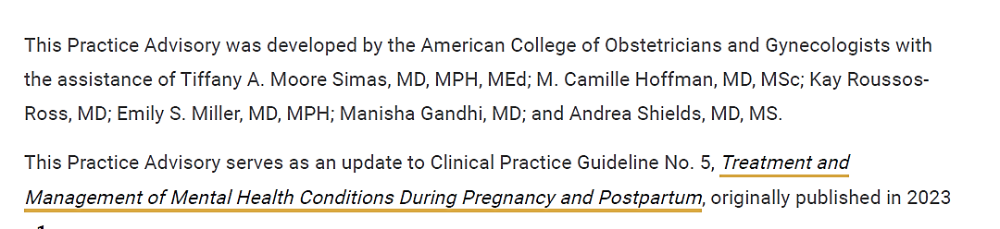 This Practice Advisory was developed by the American College of Obstetricians and Gynecologists with
the assistance of Tiffany A. Moore Simas, MD, MPH, MEd; M. Camille Hoffman, MD, MSc; Kay Roussos-
Ross, MD; Emily S. Miller, MD, MPH; Manisha Gandhi, MD; and Andrea Shields, MD, MS.
This Practice Advisory serves as an update to Clinical Practice Guideline No. 5, Treatment and
Management of Mental Health Conditions During Pregnancy and Postpartum, originally published in 2023